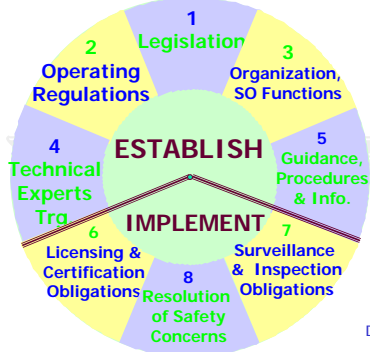 1
Legislation
2
Operating
Regulations
3
Organization,
SO Functions
4
Technical
Experts
Trg
5
Guidance,
Procedures
& Info.
ESTABLISH
IMPLEMENT
6
Licensing &
Certification
Obligations
7
Surveillance
& Inspection
Obligations
8
Resolution
of Safety
Concerns